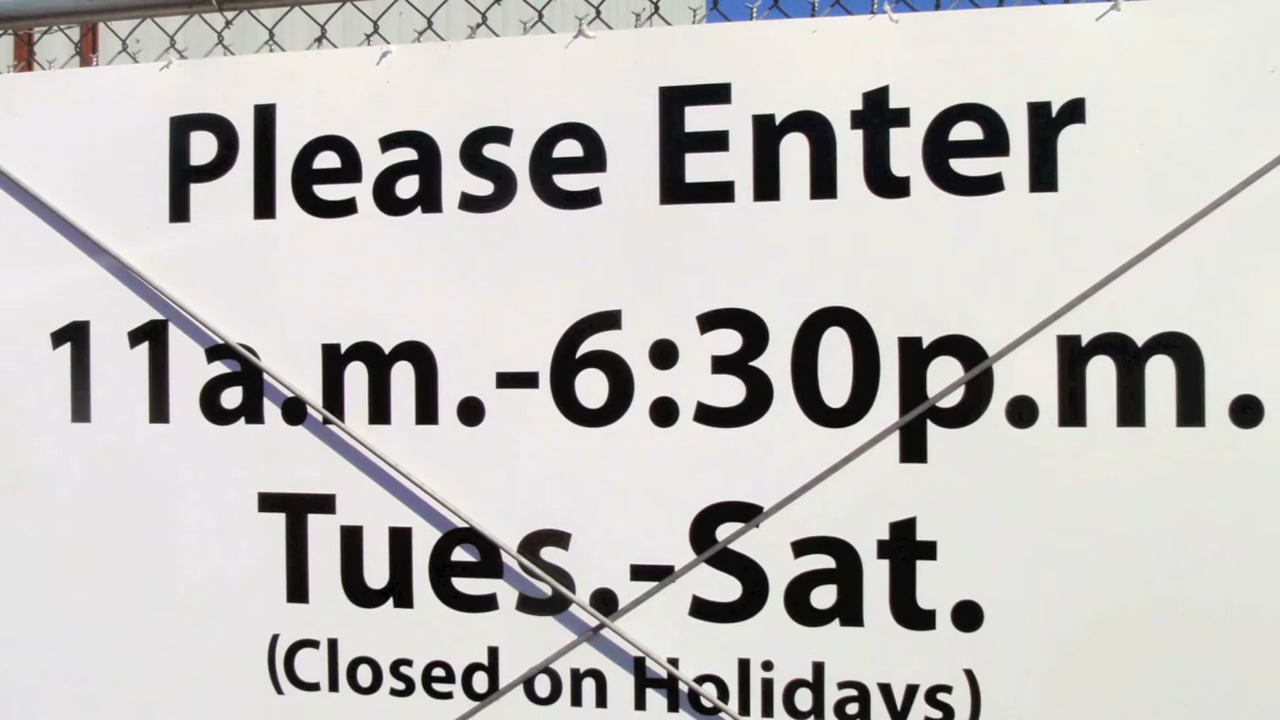 Please Enter
11a.m.-6:30p.m.
Tues.-Sat.
(Closed on Holidays)